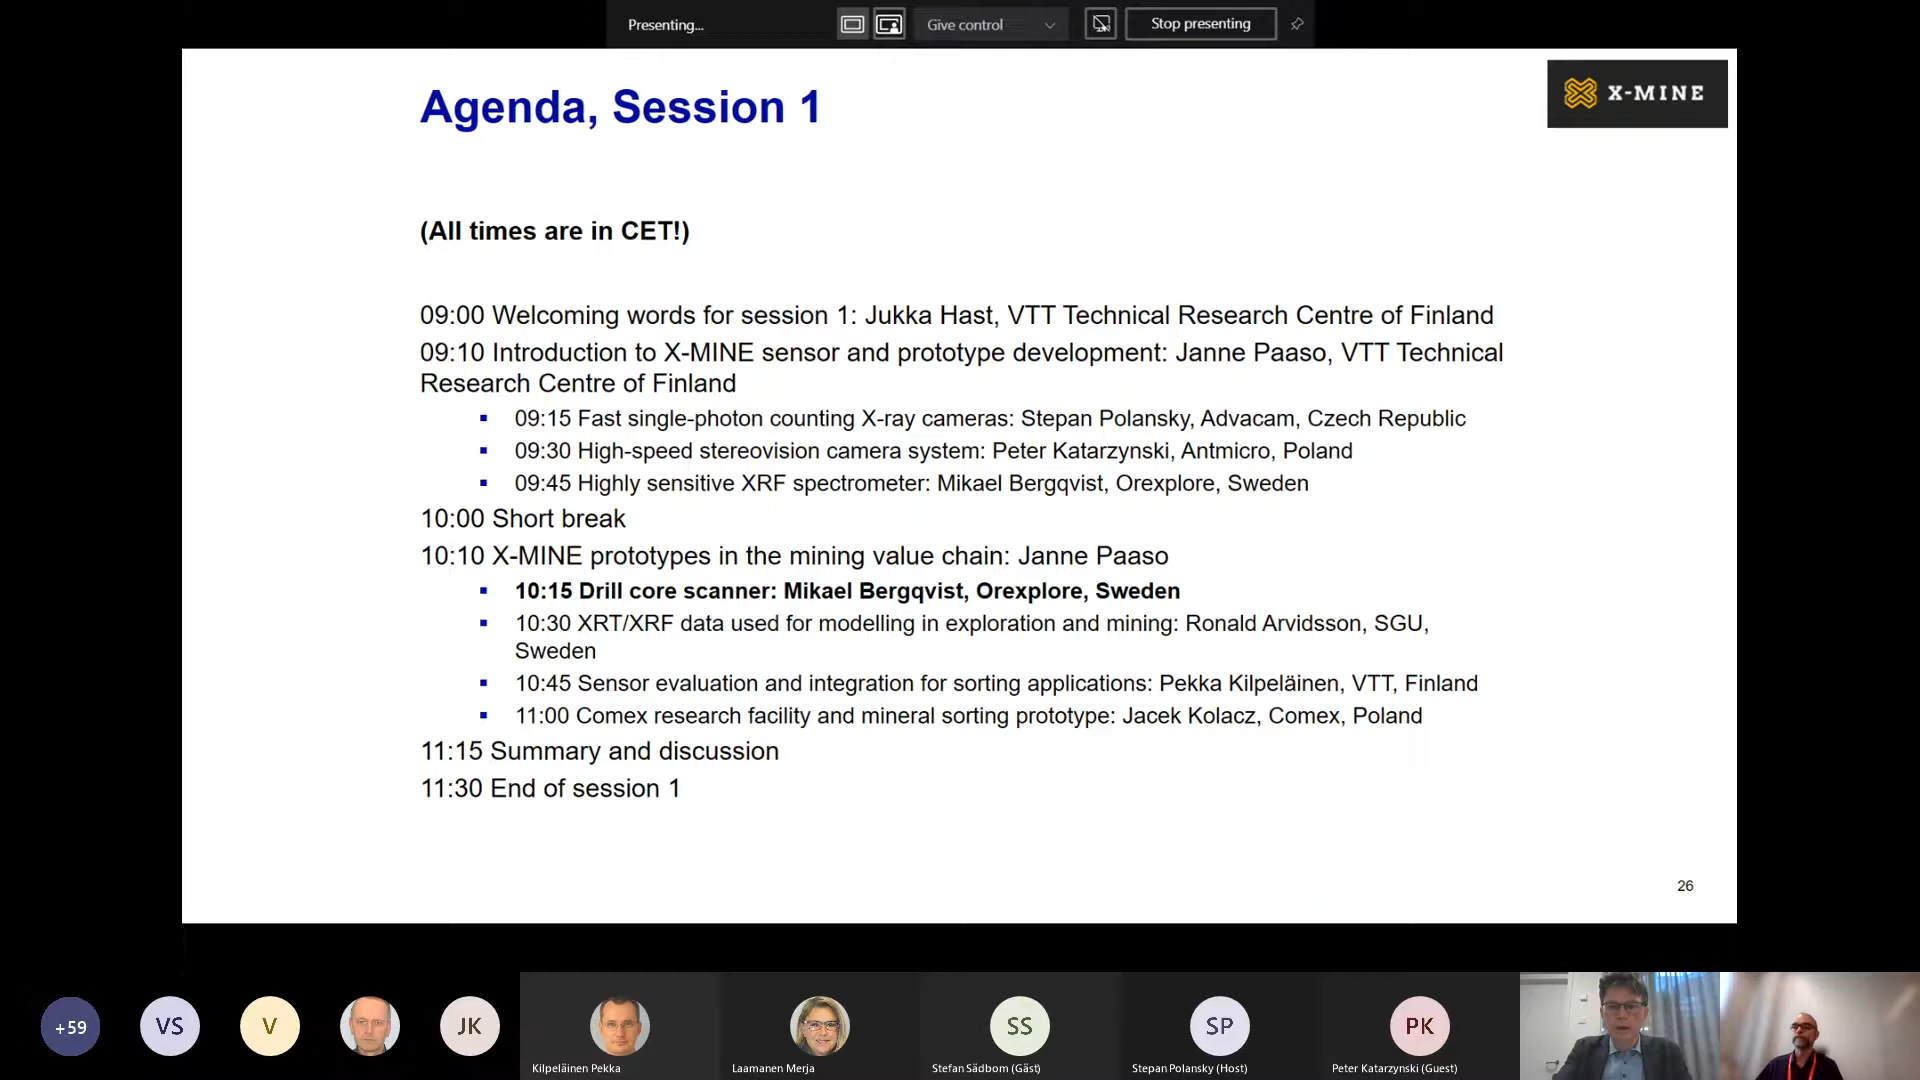 Presenting...
Give control
Stop presenting
Agenda, Session 1
X-MINE
(All times are in CET!)
09:00 Welcoming words for session 1: Jukka Hast, VTT Technical Research Centre of Finland
09:10 Introduction to X-MINE sensor and prototype development: Janne Paaso, VTT Technical
Research Centre of Finland
▪ 09:15 Fast single-photon counting X-ray cameras: Stepan Polansky, Advacam, Czech Republic
▪ 09:30 High-speed stereovision camera system: Peter Katarzynski, Antmicro, Poland
▪ 09:45 Highly sensitive XRF spectrometer: Mikael Bergqvist, Orexplore, Sweden
10:00 Short break
10:10 X-MINE prototypes in the mining value chain: Janne Paaso
▪ 10:15 Drill core scanner: Mikael Bergqvist, Orexplore, Sweden
▪ 10:30 XRT/XRF data used for modelling in exploration and mining: Ronald Arvidsson, SGU,
Sweden
▪ 10:45 Sensor evaluation and integration for sorting applications: Pekka Kilpeläinen, VTT, Finland
▪ 11:00 Comex research facility and mineral sorting prototype: Jacek Kolacz, Comex, Poland
11:15 Summary and discussion
11:30 End of session 1
26
+59
VS
V
JK
SS
SP
PK
Kilpeläinen Pekka
Laamanen Merja
Stefan Sädbom (Gäst)
Stepan Polansky (Host)
Peter Katarzynski (Guest)